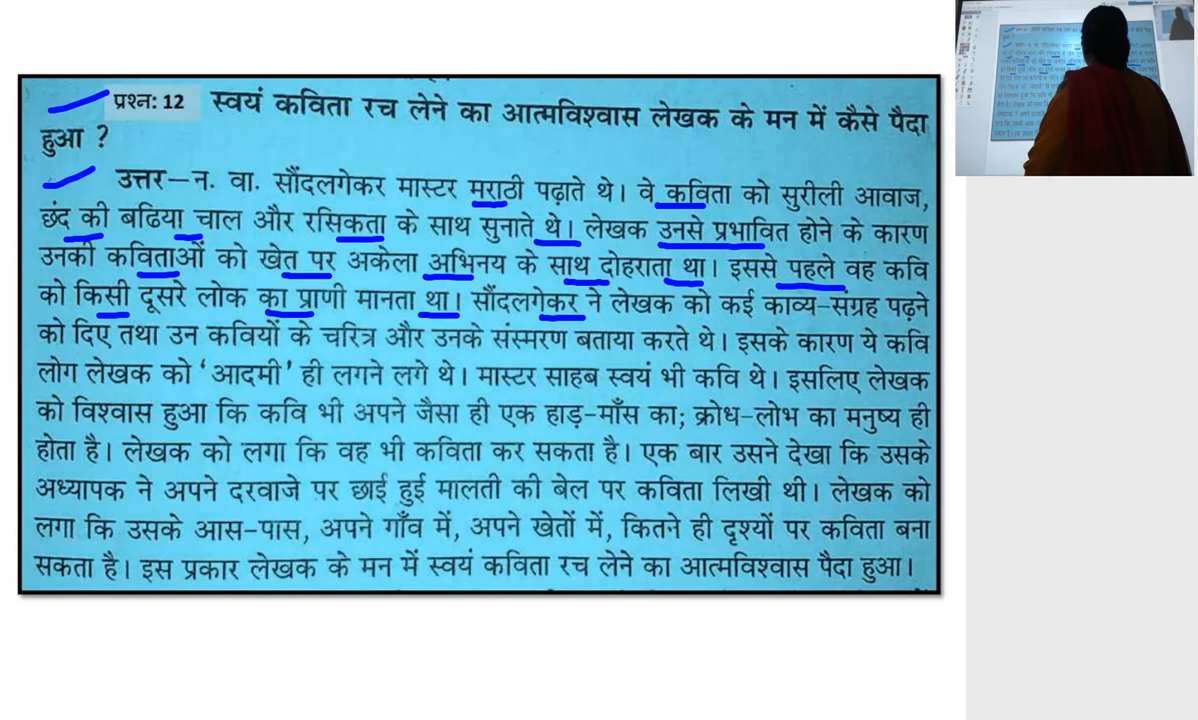 प्रश्न: 12 स्वयं कविता रच लेने का आत्मविश्वास लेखक के मन में कैसे पैदा
हुआ ?
उत्तर–न. वा. सौंदलगेकर मास्टर मराठी पढ़ाते थे। वे कविता को सुरीली आवाज,
छंद की बढिया चाल और रसिकता के साथ सुनाते थे। लेखक उनसे प्रभावित होने के कारण
उनकी कविताओं को खेत पर अकेला अभिनय के साथ दोहराता था। इससे पहले वह कवि
को किसी दूसरे लोक का प्राणी मानता था। सौंदलगेकर ने लेखक को कई काव्य-संग्रह पढ़ने
को दिए तथा उन कवियों के चरित्र और उनके संस्मरण बताया करते थे। इसके कारण ये कवि
लोग लेखक को ‘आदमी’ ही लगने लगे थे। मास्टर साहब स्वयं भी कवि थे। इसलिए लेखक
को विश्वास हुआ कि कवि भी अपने जैसा ही एक हाड़-माँस का; क्रोध-लोभ का मनुष्य ही
होता है। लेखक को लगा कि वह भी कविता कर सकता है। एक बार उसने देखा कि उसके
अध्यापक ने अपने दरवाजे पर छाई हुई मालती की बेल पर कविता लिखी थी। लेखक को
लगा कि उसके आस-पास, अपने गाँव में, अपने खेतों में, कितने ही दृश्यों पर कविता बना
सकता है। इस प्रकार लेखक के मन में स्वयं कविता रच लेने का आत्मविश्वास पैदा हुआ।